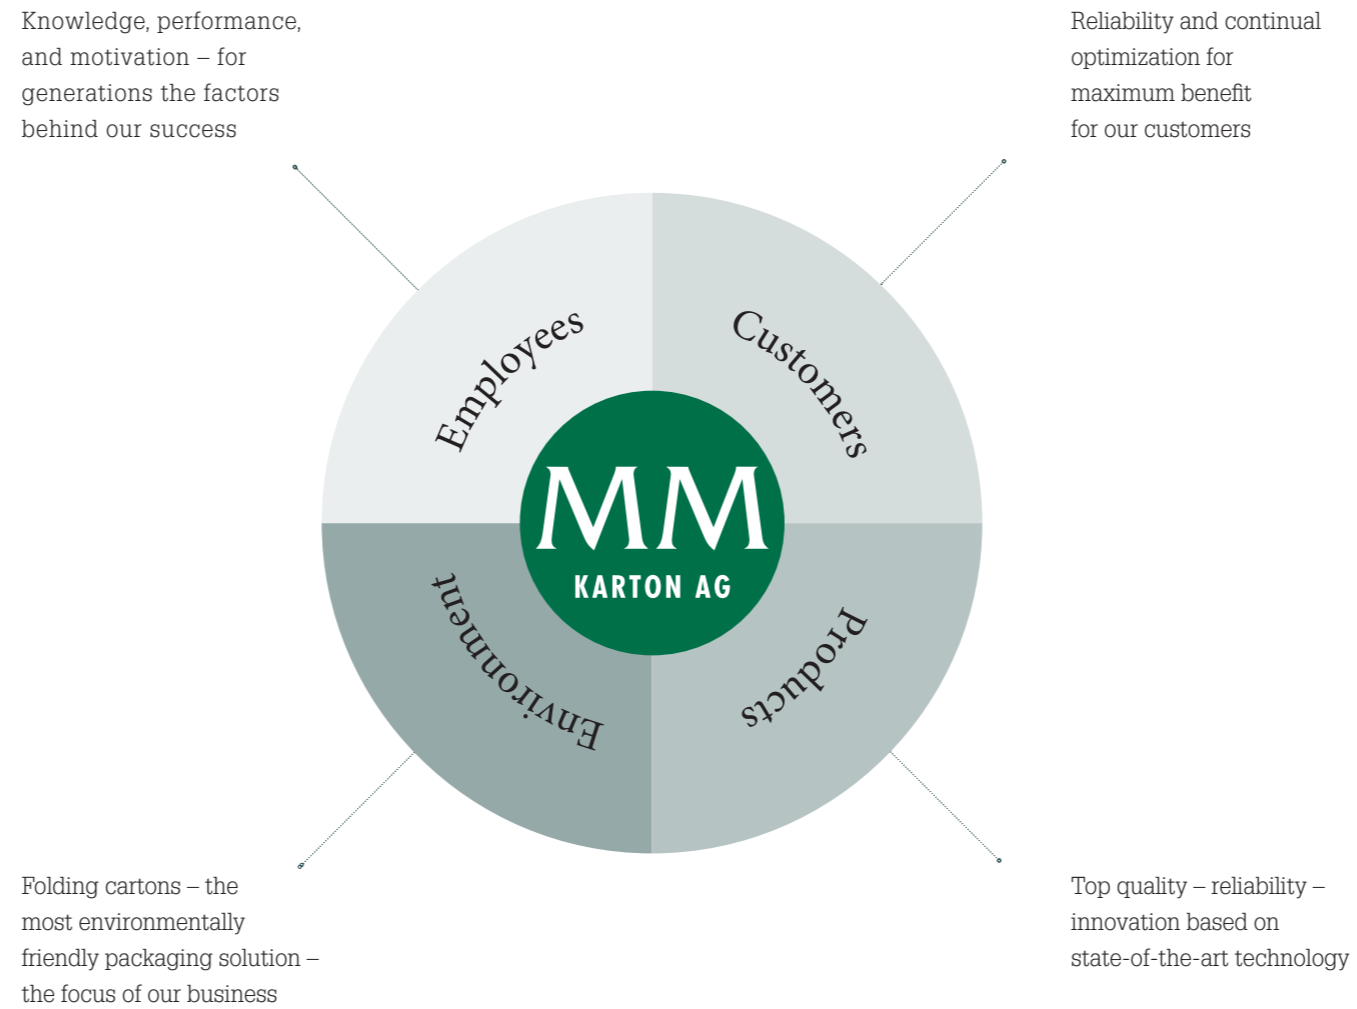 Knowledge, performance,
and motivation – for
generations the factors
behind our success
Reliability and continual
optimization for
maximum benefit
for our customers
Employees
Customers
MM
KARTON AG
Environment
Products
Folding cartons – the
most environmentally
friendly packaging solution –
the focus of our business
Top quality – reliability –
innovation based on
state-of-the-art technology